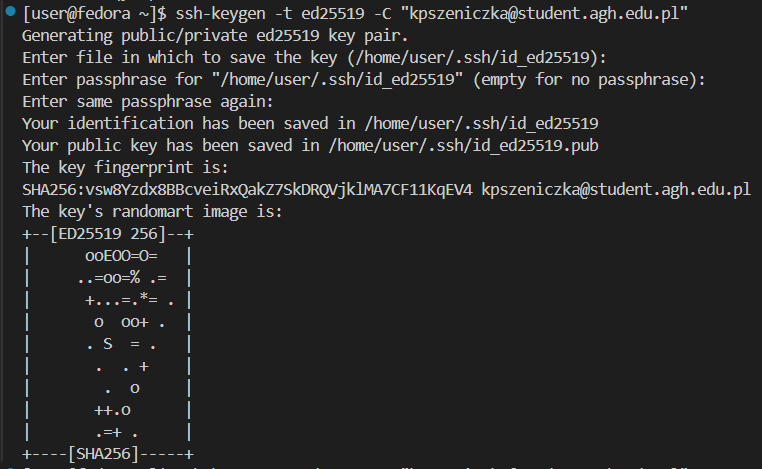 [user@fedora ~]$ ssh-keygen -t ed25519 -C "kpszeniczka@student.agh.edu.pl"
Generating public/private ed25519 key pair.
Enter file in which to save the key (/home/user/.ssh/id_ed25519):
Enter passphrase for "/home/user/.ssh/id_ed25519" (empty for no passphrase):
Enter same passphrase again:
Your identification has been saved in /home/user/.ssh/id_ed25519
Your public key has been saved in /home/user/.ssh/id_ed25519.pub
The key fingerprint is:
SHA256:vsw8Yzdx8BBcveiRxQakZ7SkDRQVjklMA7CF11KqEV4 kpszeniczka@student.agh.edu.pl
The key's randomart image is:
+--[ED25519 256]--+
|      ooEOO=O=   |
|     ..=oo=% .=  |
|      +...=.*= . |
|       o  oo+ .  |
|      . S  = .   |
|       .  . +    |
|        .  o     |
|       ++.o      |
|       .=+ .     |
+----[SHA256]-----+